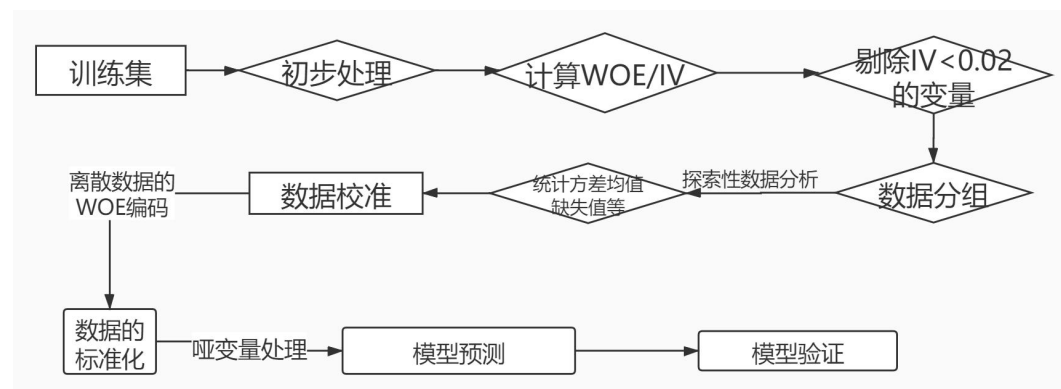 训练集
初步处理
计算WOE/IV
剔除IV<0.02
的变量
数据分组
探索性数据分析
统计方差均值
缺失值等
数据校准
离散数据的
WOE编码
数据的
标准化
哑变量处理
模型预测
模型验证